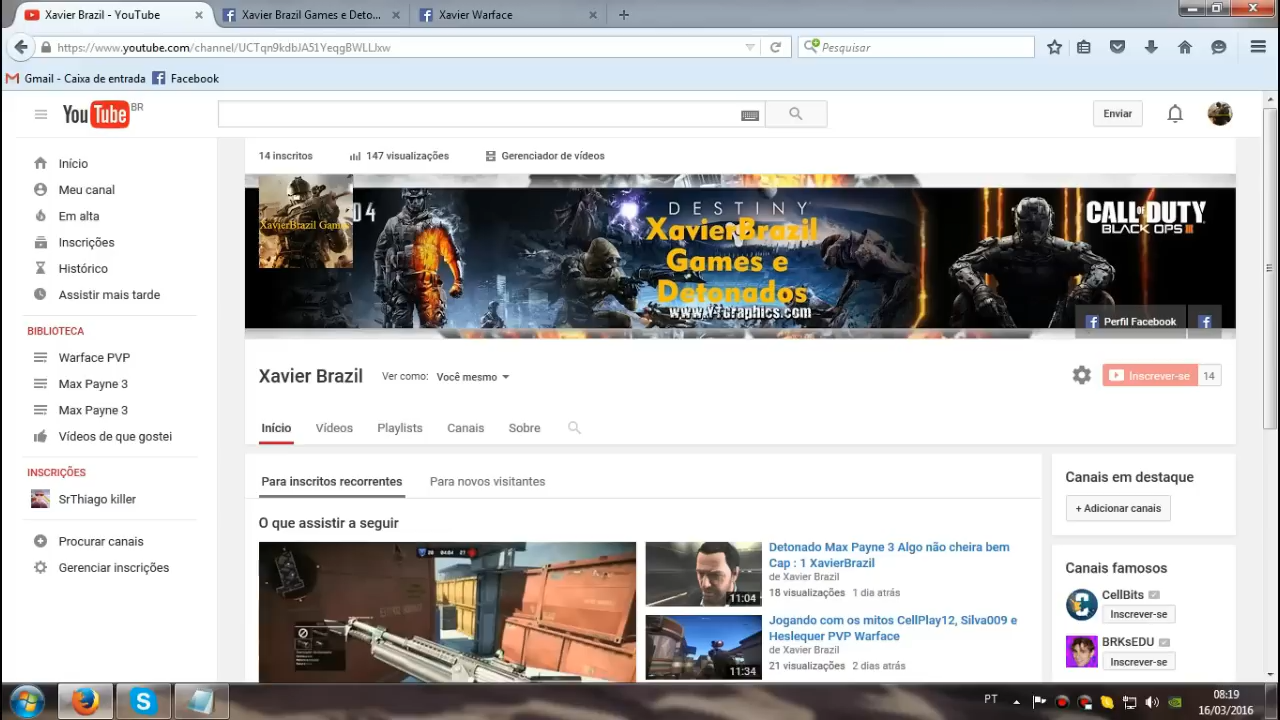 Xavier Brazil - YouTube
Xavier Brazil Games e Deto...
Xavier Warface
https://www.youtube.com/channel/UCTqn9kdbJA51Yeqg8WLLJxw
Pesquisar
Gmail - Caixa de entrada
Facebook
YouTube BR
Enviar
Início
Meu canal
Em alta
Inscrições
Histórico
Assistir mais tarde
BIBLIOTECA
Warface PVP
Max Payne 3
Max Payne 3
Vídeos de que gostei
INSCRIÇÕES
SrThiago killer
Procurar canais
Gerenciar inscrições
14 inscritos
147 visualizações
Gerenciador de vídeos
XavierBrazil Games
04
DESTINY
XavierBrazil
Games e
Detonados
www.YTgraphics.com
CALL OF DUTY
BLACK OPS III
Perfil Facebook
Xavier Brazil
Ver como: Você mesmo
Inscrever-se 14
Início
Vídeos
Playlists
Canais
Sobre
Para inscritos recorrentes
Para novos visitantes
O que assistir a seguir
11:04
Detonado Max Payne 3 Algo não cheira bem
Cap : 1 XavierBrazil
de Xavier Brazil
18 visualizações 1 dia atrás
11:34
Jogando com os mitos CellPlay12, Silva009 e
Heslequer PVP Warface
de Xavier Brazil
21 visualizações 2 dias atrás
Canais em destaque
+ Adicionar canais
Canais famosos
CellBits
Inscrever-se
BRKsEDU
Inscrever-se
PT
08:19
16/03/2016